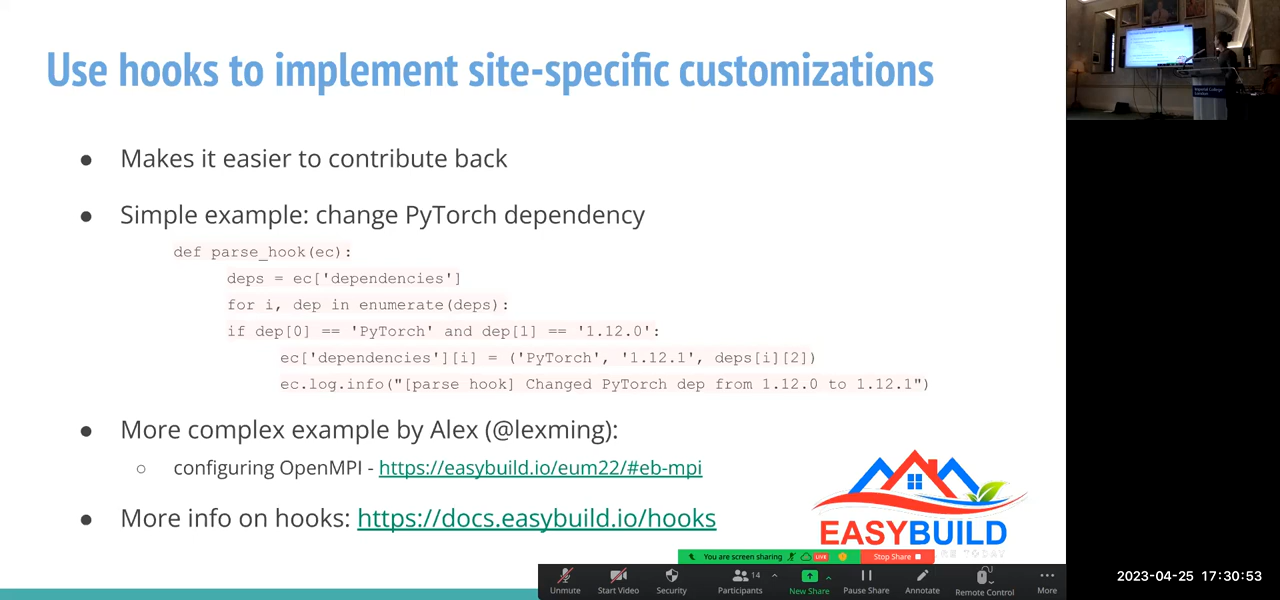 Use hooks to implement site-specific customizations
● Makes it easier to contribute back
● Simple example: change PyTorch dependency
def parse_hook(ec):
deps = ec['dependencies']
for i, dep in enumerate(deps):
if dep[0] == 'PyTorch' and dep[1] == '1.12.0':
ec['dependencies'][i] = ('PyTorch', '1.12.1', deps[i][2])
ec.log.info("[parse hook] Changed PyTorch dep from 1.12.0 to 1.12.1")
● More complex example by Alex (@lexming):
○ configuring OpenMPI - https://easybuild.io/eum22/#eb-mpi
● More info on hooks: https://docs.easybuild.io/hooks
EASYBUILD
You are screen sharing LIVE Stop Share
Unmute Start Video Security Participants 14 New Share Pause Share Annotate Remote Control More
Imperial College
London
2023-04-25 17:30:53